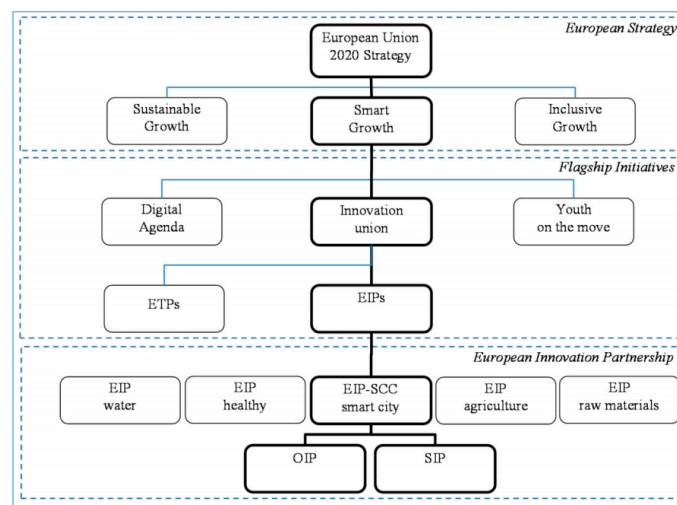 European Strategy
European Union
2020 Strategy
Sustainable
Growth
Smart
Growth
Inclusive
Growth
Flagship Initiatives
Digital
Agenda
Innovation
union
Youth
on the move
ETPs
EIPs
European Innovation Partnership
EIP
water
EIP
healthy
EIP-SCC
smart city
EIP
agriculture
EIP
raw materials
OIP
SIP